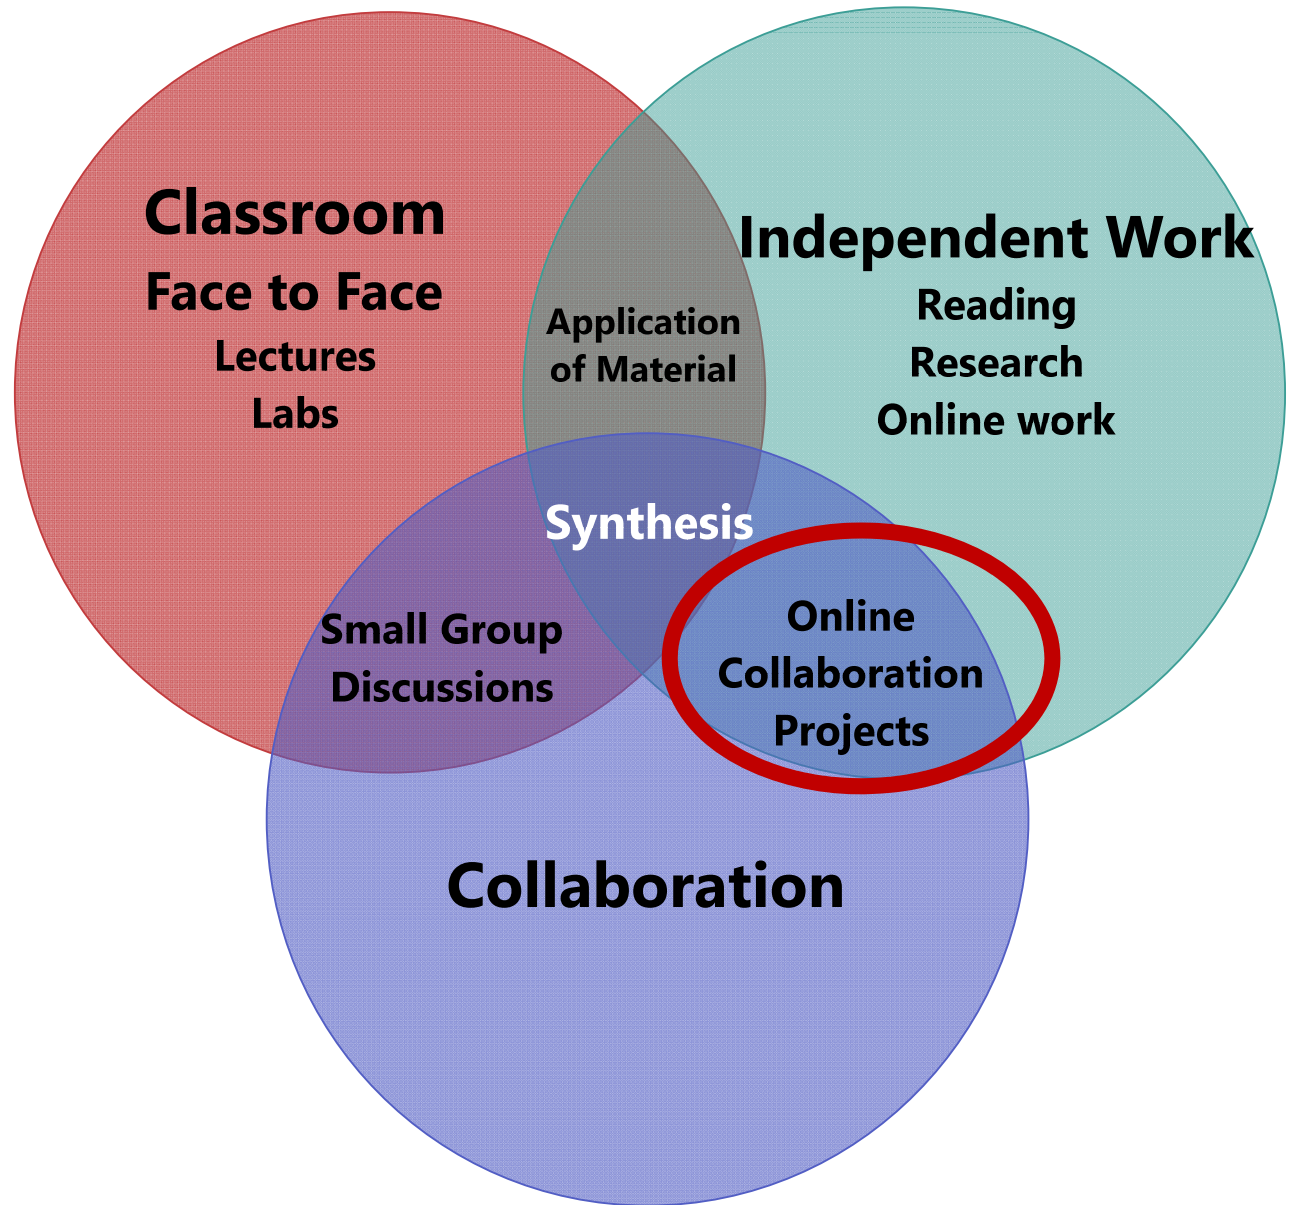 Classroom
Face to Face
Lectures
Labs
Independent Work
Reading
Research
Online work
Application
of Material
Synthesis
Small Group
Discussions
Online
Collaboration
Projects
Collaboration